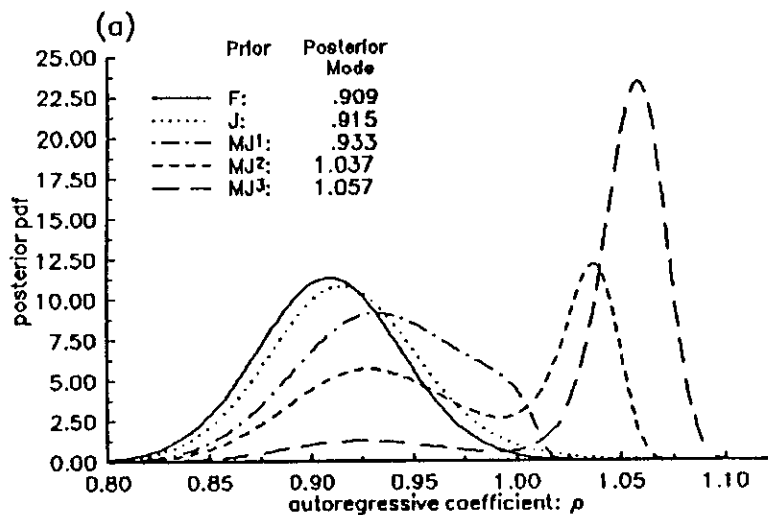 (a)
Prior Posterior Mode
F: .909
J: .915
MJ¹: .933
MJ²: 1.037
MJ³: 1.057
posterior pdf
25.00
22.50
20.00
17.50
15.00
12.50
10.00
7.50
5.00
2.50
0.00
0.80 0.85 0.90 0.95 1.00 1.05 1.10
autoregressive coefficient: ρ